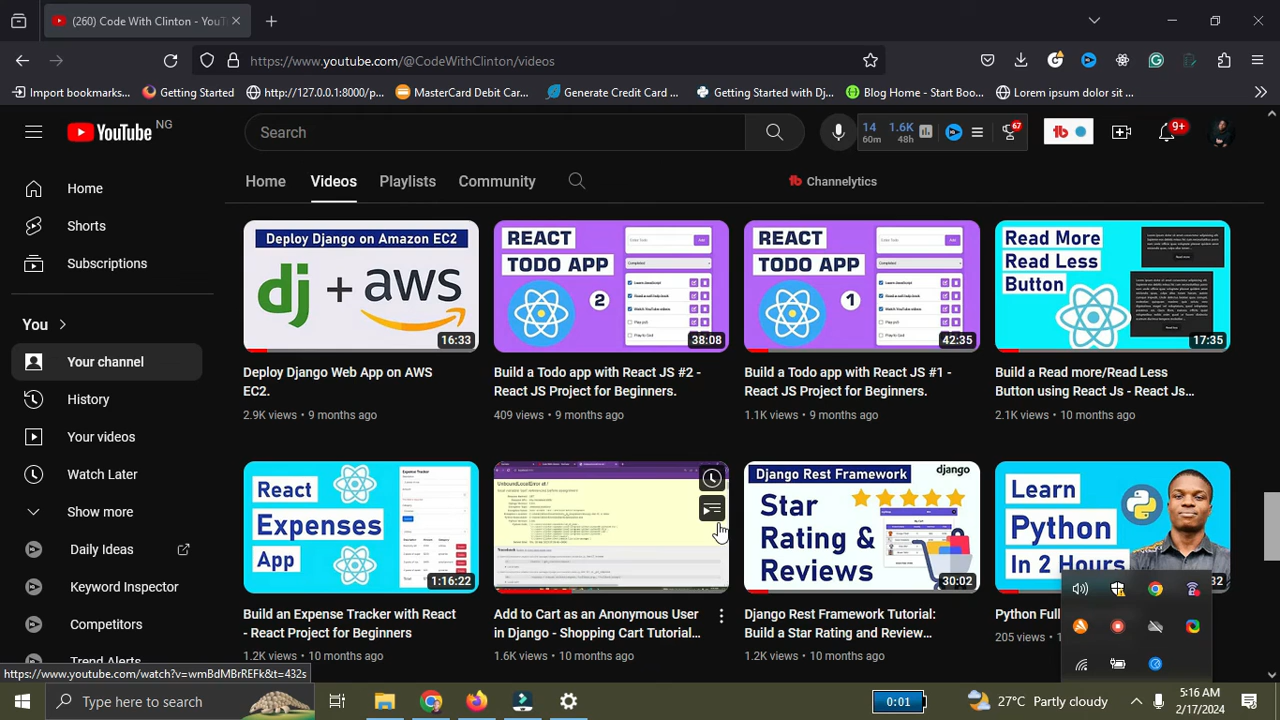 (260) Code With Clinton - YouT
https://www.youtube.com/@CodeWithClinton/videos
Import bookmarks...
Getting Started
http://127.0.0.1:8000/p...
MasterCard Debit Car...
Generate Credit Card ...
Getting Started with Dj...
Blog Home - Start Boo...
Lorem ipsum dolor sit ...
YouTube NG
Search
14 60m
1.6K 48h
67
9+
Home
Videos
Playlists
Community
Channelytics
Home
Shorts
Subscriptions
You
Your channel
History
Your videos
Watch Later
Show more
Daily Ideas
Keyword Inspector
Competitors
Trend Alerts
Deploy Django on Amazon E
dj + aws
Deploy Django Web App on AWS
EC2.
2.9K views • 9 months ago
TODO APP
2
38:08
Build a Todo app with React JS #2 -
React JS Project for Beginners.
409 views • 9 months ago
TODO APP
1
42:35
Build a Todo app with React JS #1 -
React JS Project for Beginners.
1.1K views • 9 months ago
Read More
Read Less
Button
17:35
Build a Read more/Read Less
Button using React Js - React Js...
2.1K views • 10 months ago
React
Expenses
App
Expense Tracker
1:16:22
Build an Expense Tracker with React
- React Project for Beginners
1.2K views • 10 months ago
UnboundLocalError at /
Add to Cart as an Anonymous User
in Django - Shopping Cart Tutorial...
1.6K views • 10 months ago
Django Rest Framework
django
Star
Rating &
Reviews
Django Rest Framework Tutorial:
Build a Star Rating and Review...
1.2K views • 10 months ago
Learn
Python
In 2 Hours
Python Full
205 views
https://www.youtube.com/watch?v=wmBdMBrREFk&t=432s
Type here to search
0:01
27°C Partly cloudy
5:16 AM
2/17/2024